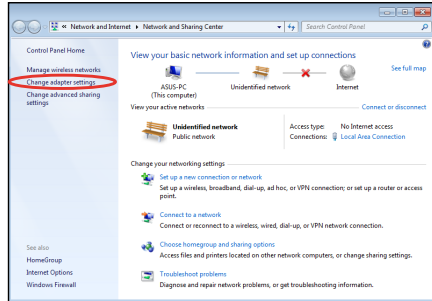 « Network and Internet ▸ Network and Sharing Center
Search Control Panel
Control Panel Home
Manage wireless networks
Change adapter settings
Change advanced sharing
settings
View your basic network information and set up connections
See full map
ASUS-PC
(This computer)
Unidentified network
Internet
View your active networks
Connect or disconnect
Unidentified network
Public network
Access type: No Internet access
Connections: Local Area Connection
Change your networking settings
Set up a new connection or network
Set up a wireless, broadband, dial-up, ad hoc, or VPN connection; or set up a router or access
point.
Connect to a network
Connect or reconnect to a wireless, wired, dial-up, or VPN network connection.
Choose homegroup and sharing options
Access files and printers located on other network computers, or change sharing settings.
Troubleshoot problems
Diagnose and repair network problems, or get troubleshooting information.
See also
HomeGroup
Internet Options
Windows Firewall